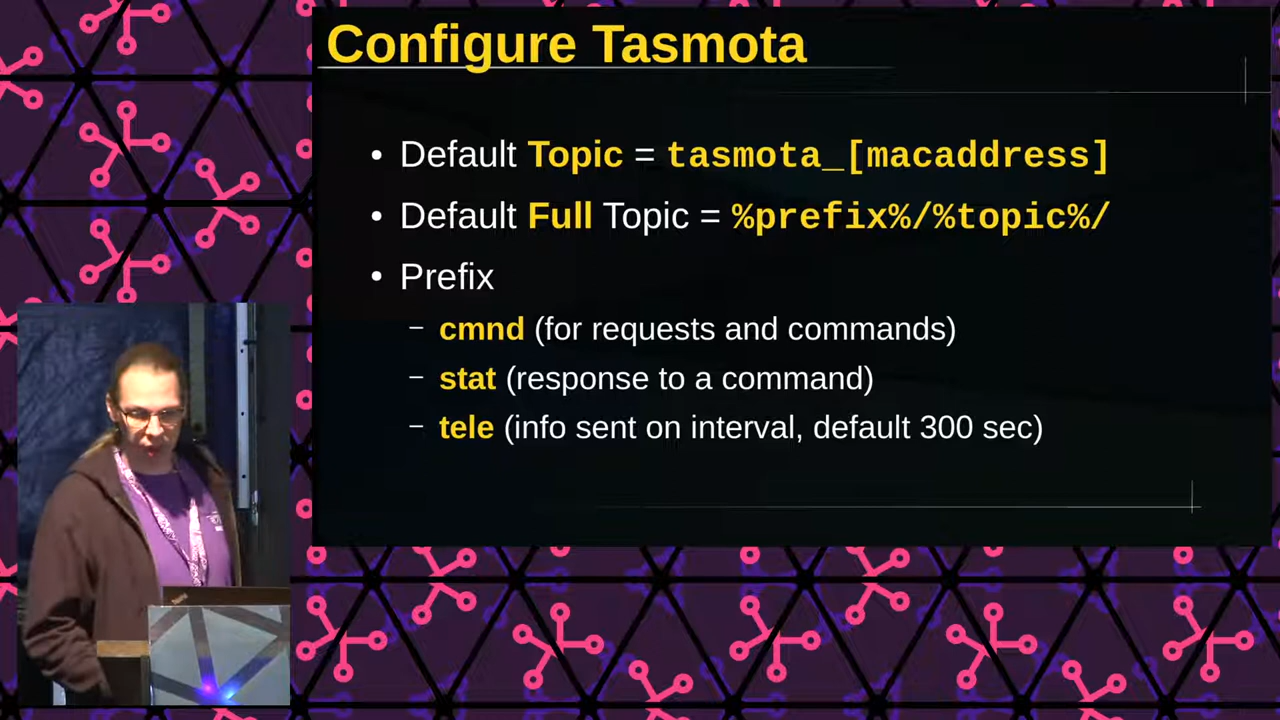 Configure Tasmota
• Default Topic = tasmota_[macaddress]
• Default Full Topic = %prefix%/%topic%/
• Prefix
– cmnd (for requests and commands)
– stat (response to a command)
– tele (info sent on interval, default 300 sec)